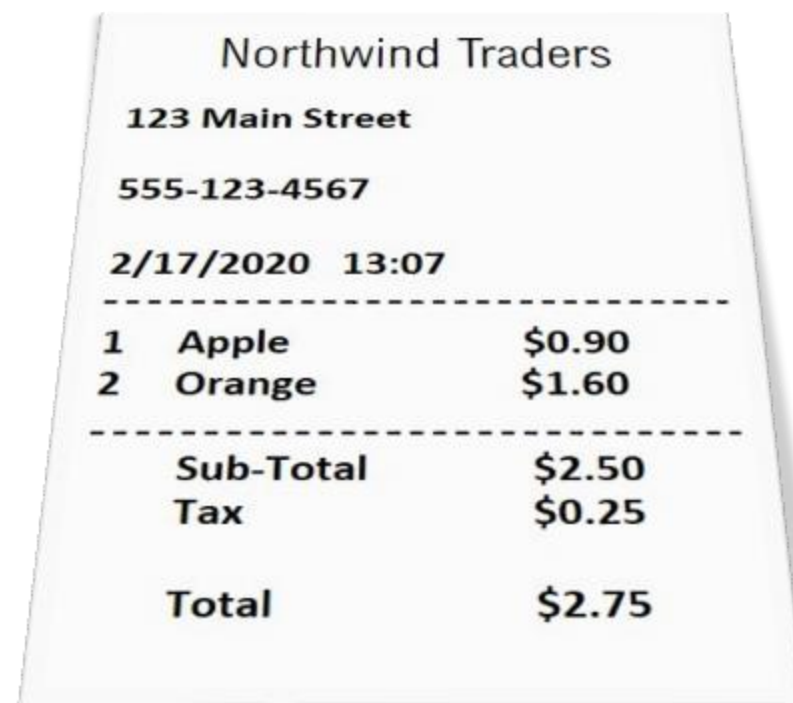 Northwind Traders
123 Main Street
555-123-4567
2/17/2020 13:07
------------------------------
1 Apple $0.90
2 Orange $1.60
------------------------------
Sub-Total $2.50
Tax $0.25
Total $2.75